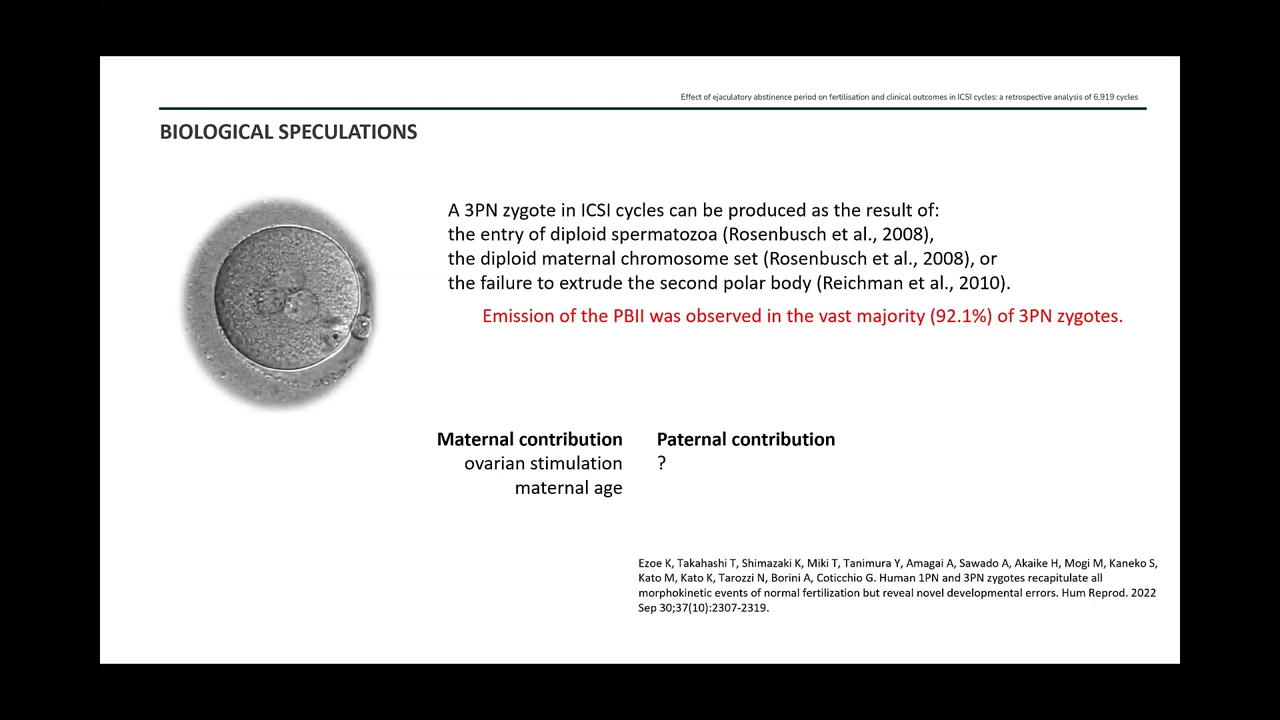 Effect of ejaculatory abstinence period on fertilisation and clinical outcomes in ICSI cycles: a retrospective analysis of 6,919 cycles
BIOLOGICAL SPECULATIONS
A 3PN zygote in ICSI cycles can be produced as the result of:
the entry of diploid spermatozoa (Rosenbusch et al., 2008),
the diploid maternal chromosome set (Rosenbusch et al., 2008), or
the failure to extrude the second polar body (Reichman et al., 2010).
Emission of the PBII was observed in the vast majority (92.1%) of 3PN zygotes.
Maternal contribution
ovarian stimulation
maternal age
Paternal contribution
?
Ezoe K, Takahashi T, Shimazaki K, Miki T, Tanimura Y, Amagai A, Sawado A, Akaike H, Mogi M, Kaneko S,
Kato M, Kato K, Tarozzi N, Borini A, Coticchio G. Human 1PN and 3PN zygotes recapitulate all
morphokinetic events of normal fertilization but reveal novel developmental errors. Hum Reprod. 2022
Sep 30;37(10):2307-2319.